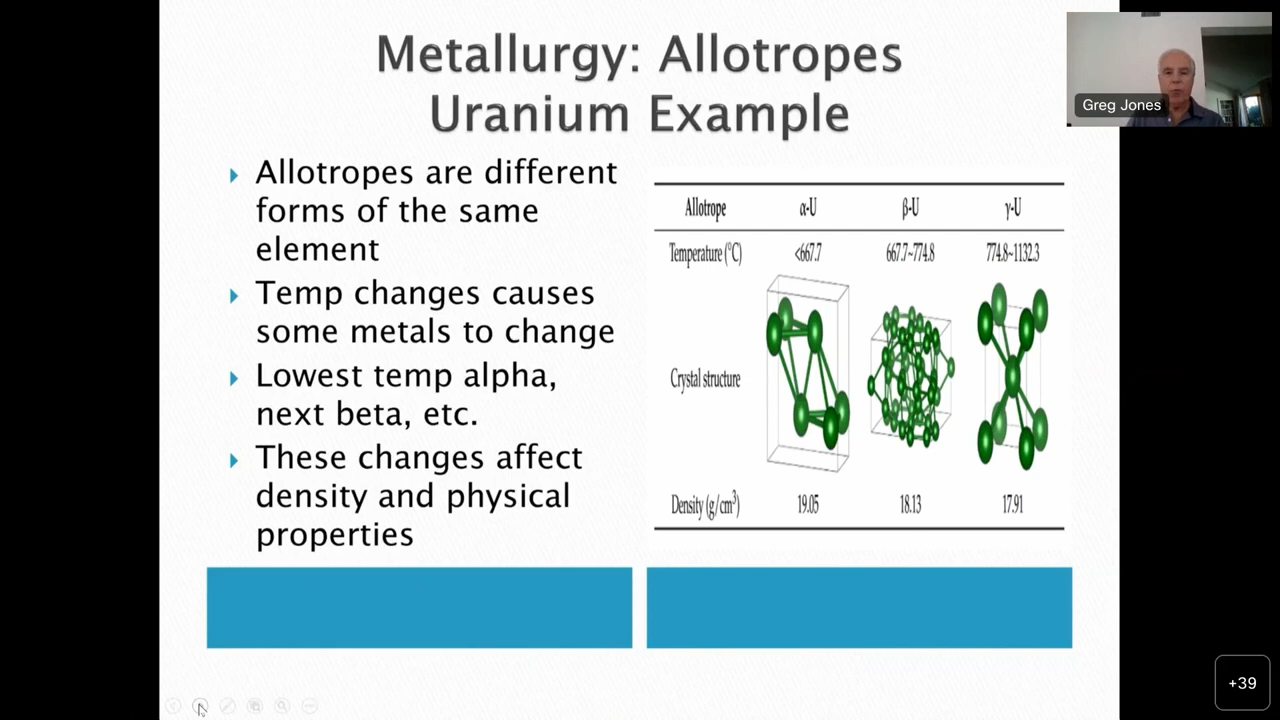 Metallurgy: Allotropes
Uranium Example
Greg Jones
Allotropes are different
forms of the same
element
Temp changes causes
some metals to change
Lowest temp alpha,
next beta, etc.
These changes affect
density and physical
properties
Allotrope α-U β-U γ-U
Temperature (°C) <667.7 667.7~774.8 774.8~1132.3
Crystal structure
Density (g/cm³) 19.05 18.13 17.91
+39